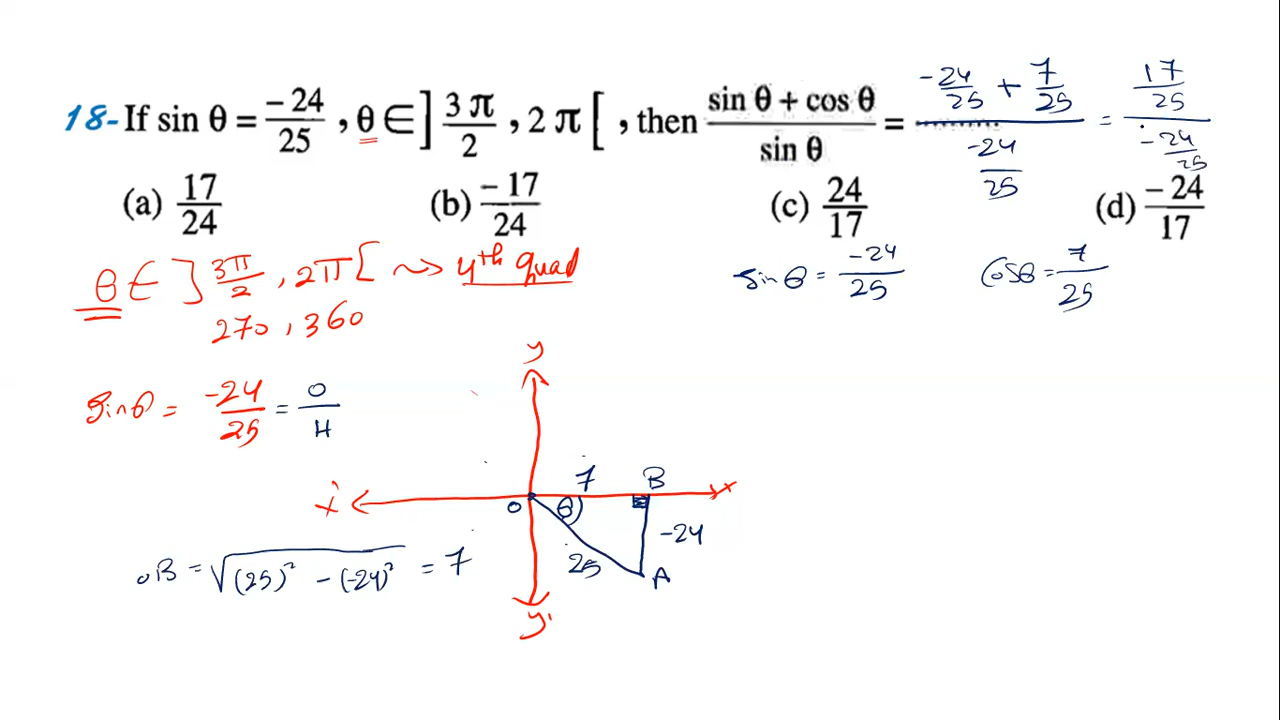 18- If sin θ = -24/25 , θ ∈ ] 3π/2 , 2π [ , then (sin θ + cos θ)/(sin θ) = (-24/25 + 7/25)/(-24/25) = (17/25)/(-24/25)
(a) 17/24 (b) -17/24 (c) 24/17 (d) -24/17
θ ∈ ] 3π/2 , 2π [ ⇝ 4th quad
270 , 360
sin θ = -24/25 cos θ = 7/25
sin θ = -24/25 = O/H
y
x' x
7 B
O θ
-24
25
A
OB = √((25)² - (-24)²) = 7
y'